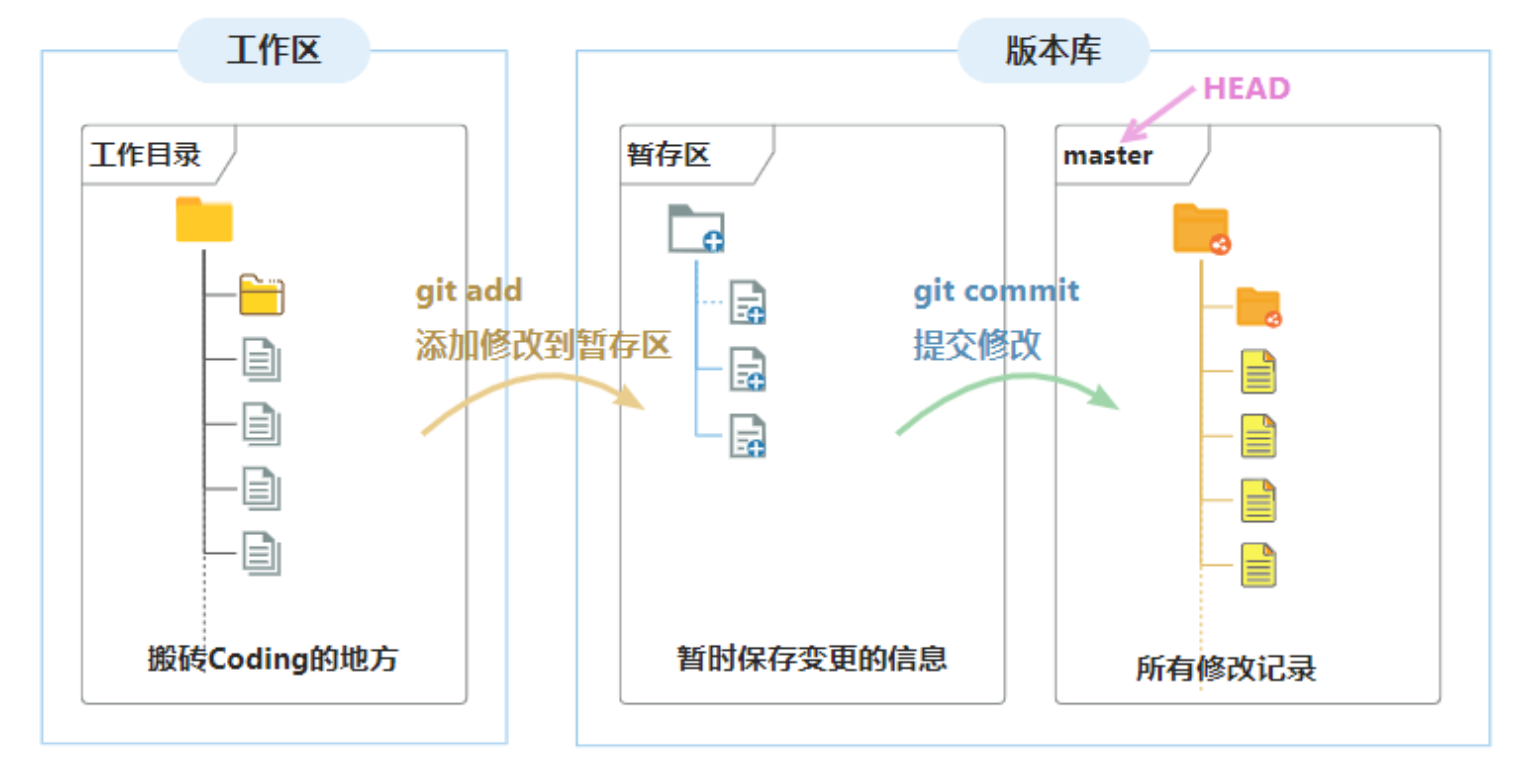 工作区
版本库
HEAD
工作目录
暂存区
master
git add
添加修改到暂存区
git commit
提交修改
搬砖Coding的地方
暂时保存变更的信息
所有修改记录